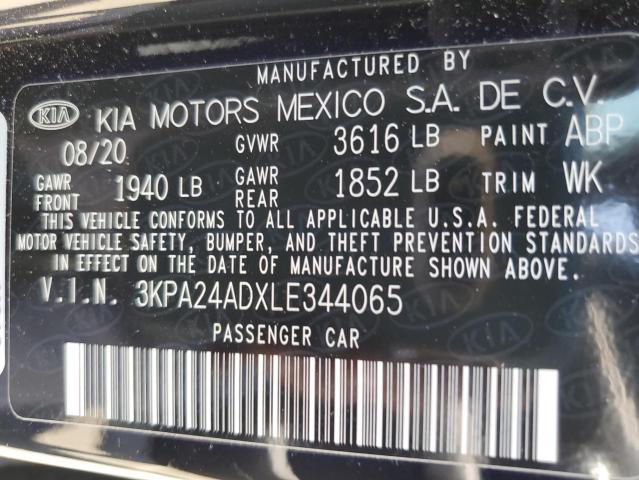 MANUFACTURED BY
KIA KIA MOTORS MEXICO S.A. DE C.V.
08/20 GVWR 3616 LB PAINT ABP
GAWR FRONT 1940 LB GAWR REAR 1852 LB TRIM WK
THIS VEHICLE CONFORMS TO ALL APPLICABLE U.S.A. FEDERAL
MOTOR VEHICLE SAFETY, BUMPER, AND THEFT PREVENTION STANDARDS
IN EFFECT ON THE DATE OF MANUFACTURE SHOWN ABOVE.
V.I.N. 3KPA24ADXLE344065
PASSENGER CAR